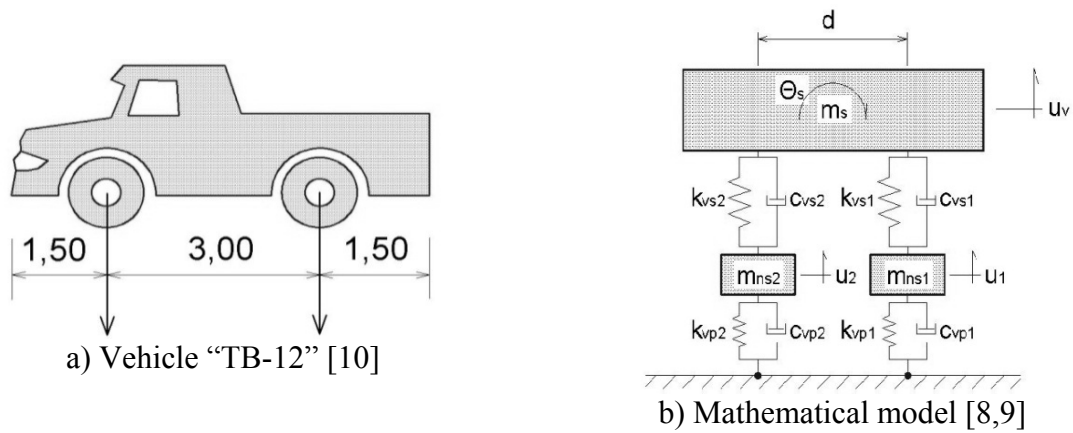 1,50
3,00
1,50
a) Vehicle “TB-12” [10]
d
Θs
ms
uv
kvs2
cvs2
kvs1
cvs1
mns2
u2
mns1
u1
kvp2
cvp2
kvp1
cvp1
b) Mathematical model [8,9]